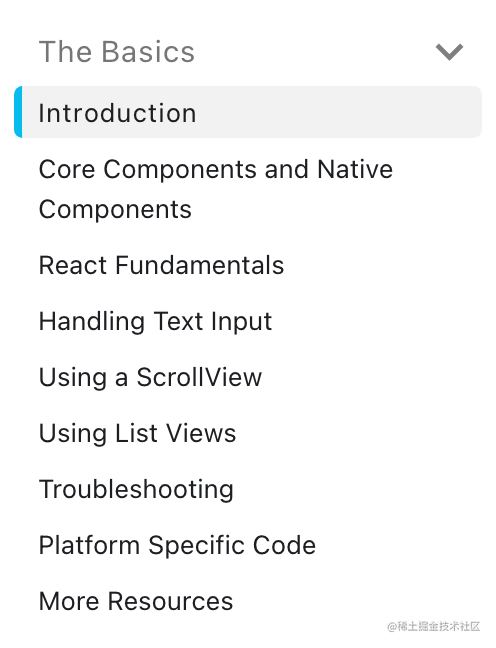 The Basics
Introduction
Core Components and Native
Components
React Fundamentals
Handling Text Input
Using a ScrollView
Using List Views
Troubleshooting
Platform Specific Code
More Resources
@稀土掘金技术社区